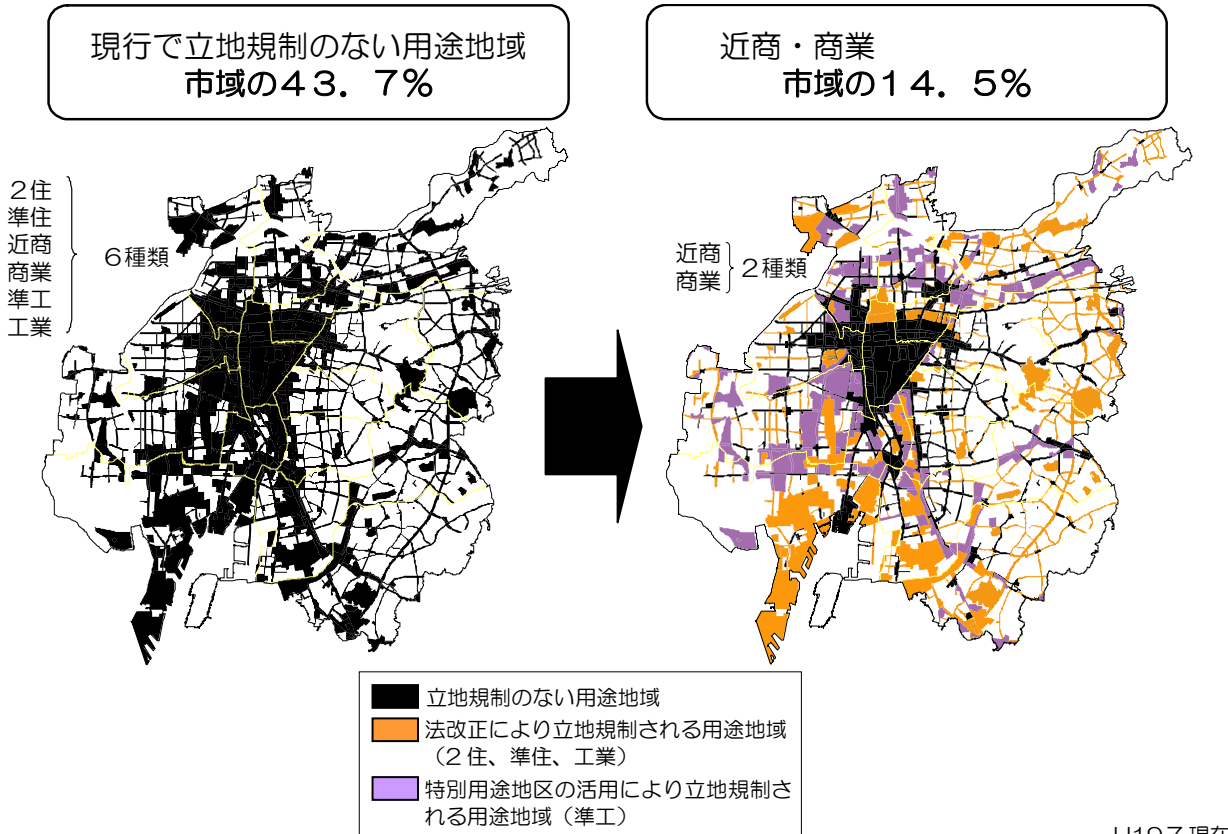 現行で立地規制のない用途地域
市域の４３．７％
近商・商業
市域の１４．５％
２住
準住
近商
商業
準工
工業
６種類
近商
商業
２種類
立地規制のない用途地域
法改正により立地規制される用途地域
（２住、準住、工業）
特別用途地区の活用により立地規制さ
れる用途地域（準工）